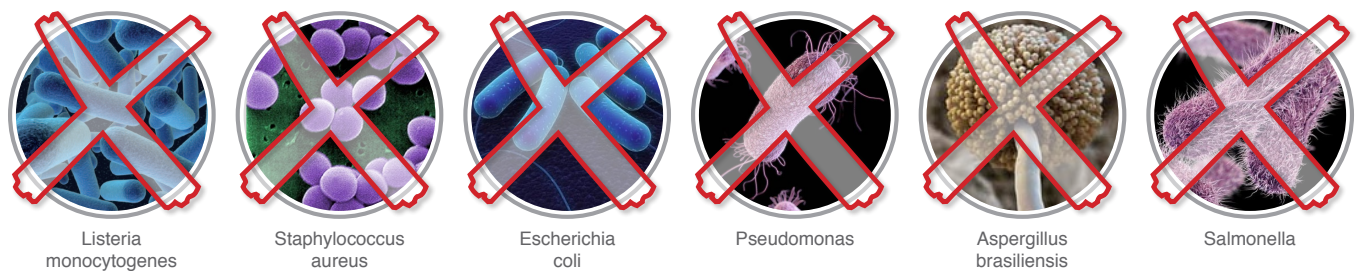 Listeria
monocytogenes
Staphylococcus
aureus
Escherichia
coli
Pseudomonas
Aspergillus
brasiliensis
Salmonella